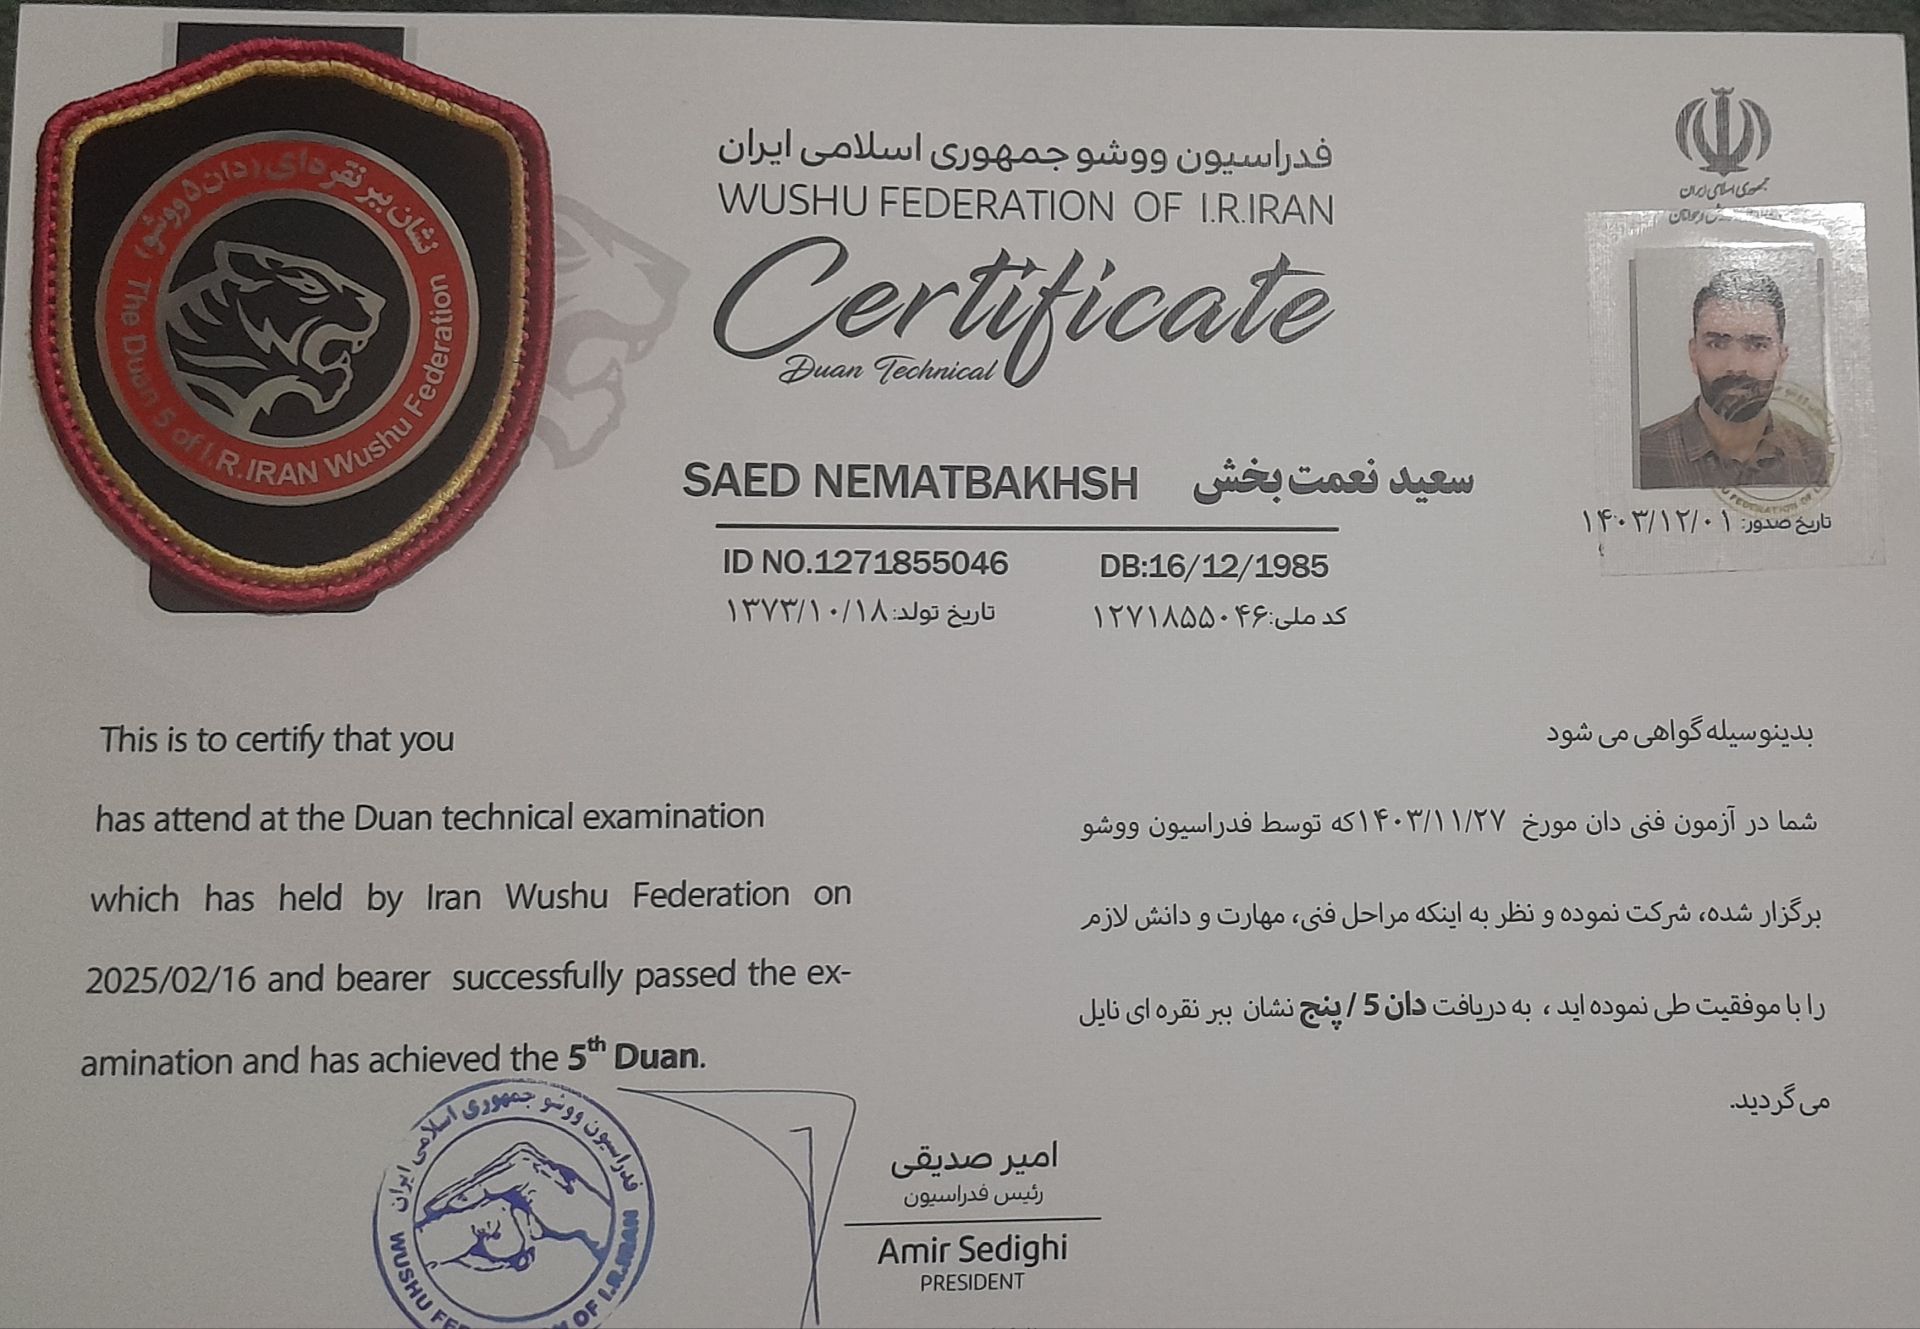 نشان ببر نقره‌ای (دان ۵ ووشو)
The Duan 5 of I.R.IRAN Wushu Federation
فدراسیون ووشو جمهوری اسلامی ایران
WUSHU FEDERATION OF I.R.IRAN
Certificate
Duan Technical
جمهوری اسلامی ایران
SAED NEMATBAKHSH سعید نعمت بخش
تاریخ صدور: ۱۴۰۳/۱۲/۰۱
ID NO.1271855046 DB:16/12/1985
تاریخ تولد: ۱۳۷۳/۱۰/۱۸
کد ملی: ۱۲۷۱۸۵۵۰۴۶
This is to certify that you
has attend at the Duan technical examination
which has held by Iran Wushu Federation on
2025/02/16 and bearer successfully passed the ex-
amination and has achieved the 5th Duan.
بدینوسیله گواهی می شود
شما در آزمون فنی دان مورخ ۱۴۰۳/۱۱/۲۷ که توسط فدراسیون ووشو
برگزار شده، شرکت نموده و نظر به اینکه مراحل فنی، مهارت و دانش لازم
را با موفقیت طی نموده اید ، به دریافت دان 5 / پنج نشان ببر نقره ای نایل
می گردید.
فدراسیون ووشو جمهوری اسلامی ایران
WUSHU OF I.R.IRAN
امیر صدیقی
رئیس فدراسیون
Amir Sedighi
PRESIDENT